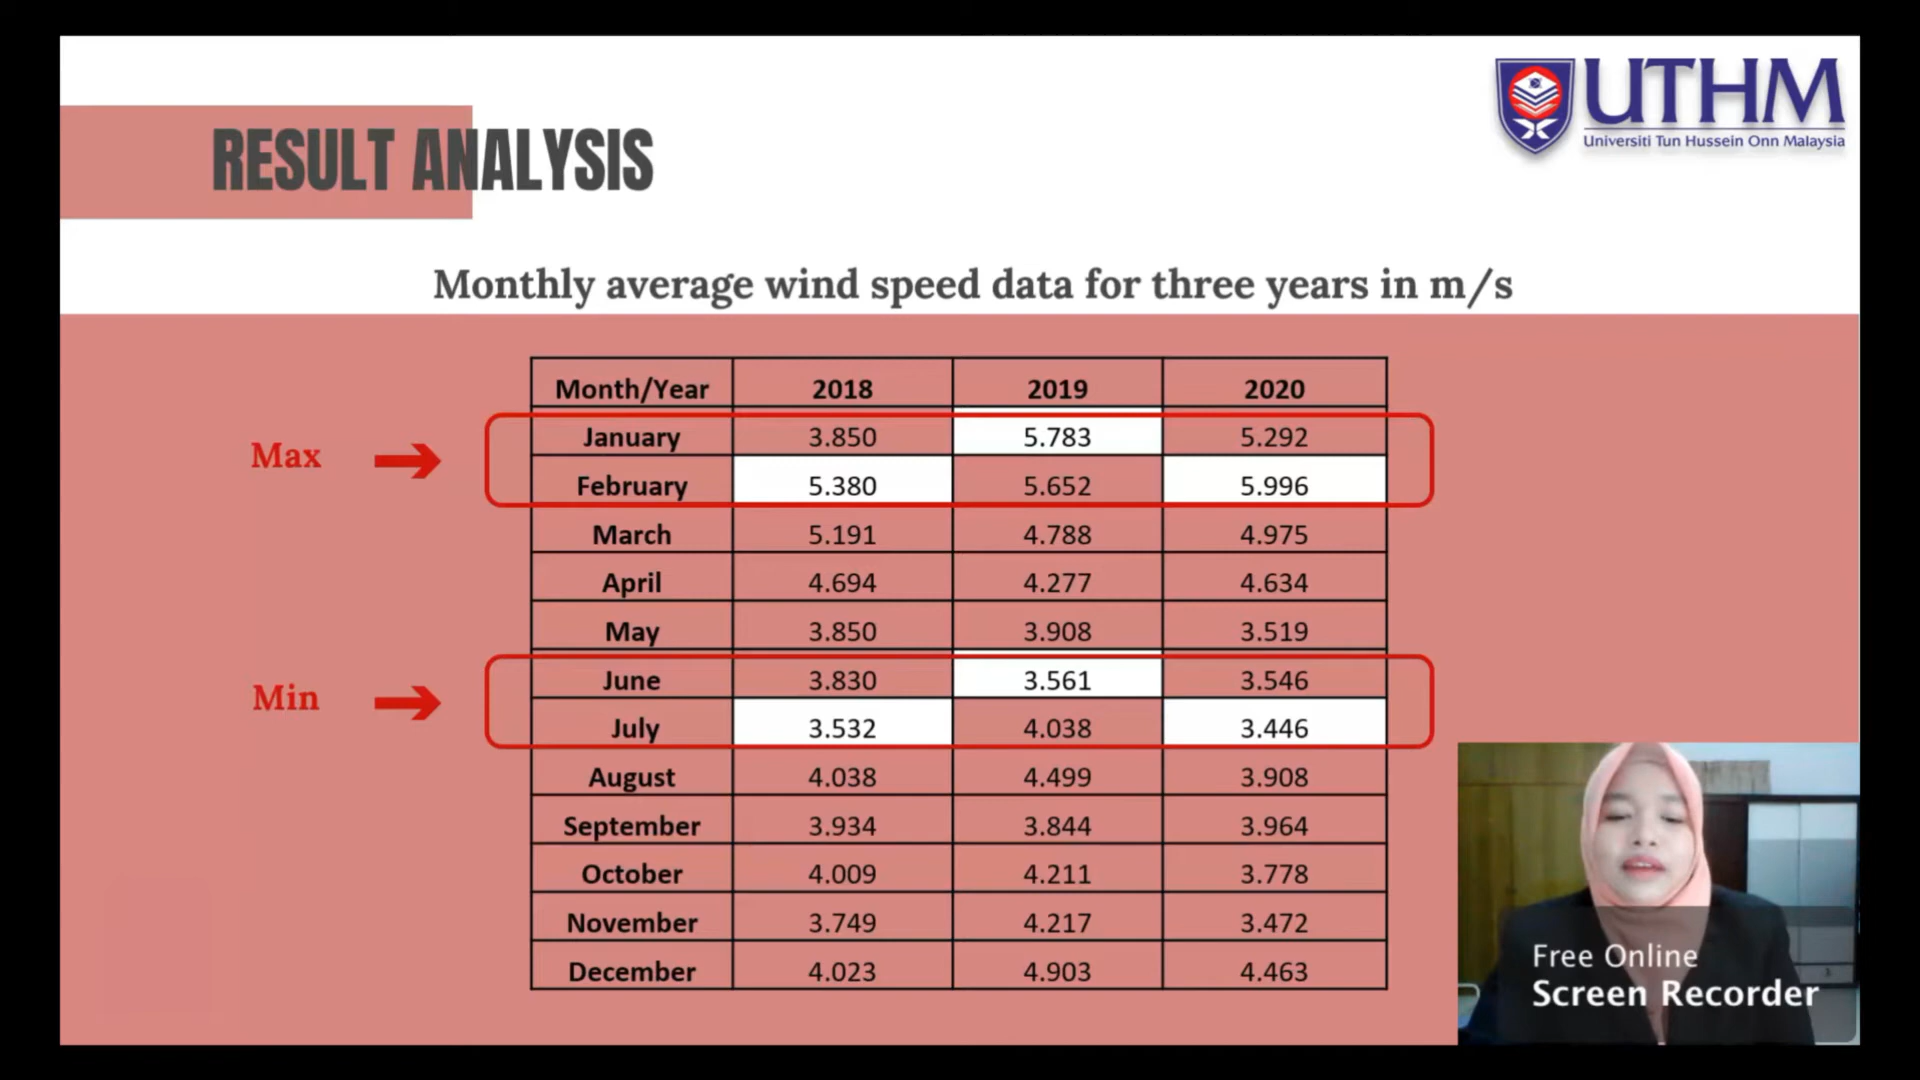 UTHM
Universiti Tun Hussein Onn Malaysia
RESULT ANALYSIS
Monthly average wind speed data for three years in m/s
Month/Year 2018 2019 2020
Max
January 3.850 5.783 5.292
February 5.380 5.652 5.996
March 5.191 4.788 4.975
April 4.694 4.277 4.634
May 3.850 3.908 3.519
Min
June 3.830 3.561 3.546
July 3.532 4.038 3.446
August 4.038 4.499 3.908
September 3.934 3.844 3.964
October 4.009 4.211 3.778
November 3.749 4.217 3.472
December 4.023 4.903 4.463
Free Online
Screen Recorder